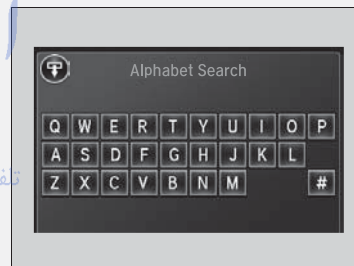 Alphabet Search
Q W E R T Y U I O P
A S D F G H J K L
Z X C V B N M #